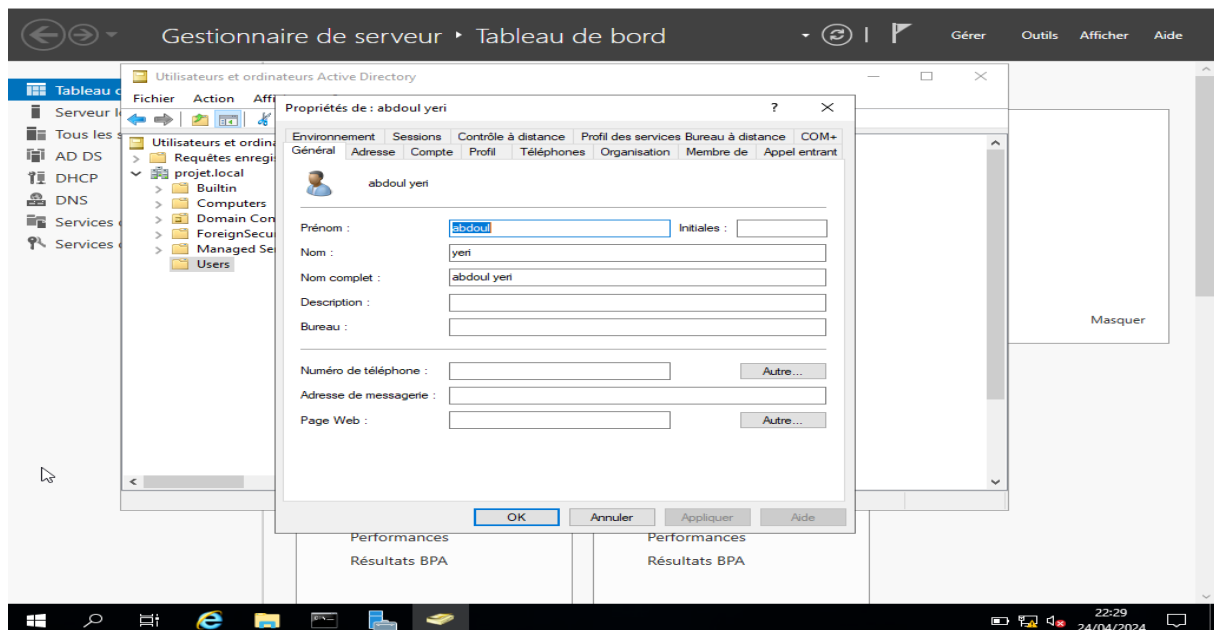 Gestionnaire de serveur ‣ Tableau de bord
Gérer Outils Afficher Aide
Utilisateurs et ordinateurs Active Directory
Fichier Action
Tableau
Serveur
Tous les
AD DS
DHCP
DNS
Services
Services
Utilisateurs et
Requêtes
projet.local
Builtin
Computers
Domain
Managed
Users
Propriétés de : abdoul yeri
? 
Environnement Sessions Contrôle à distance Profil des services Bureau à distance COM+
Général Adresse Compte Profil Téléphones Organisation Membre de Appel entrant
abdoul yeri
Prénom : abdoul Initiales :
Nom : yeri
Nom complet : abdoul yeri
Description :
Bureau :
Numéro de téléphone : Autre...
Adresse de messagerie :
Page Web : Autre...
OK Annuler Appliquer Aide
Masquer
Performances Performances
Résultats BPA Résultats BPA
22:29
24/04/2024